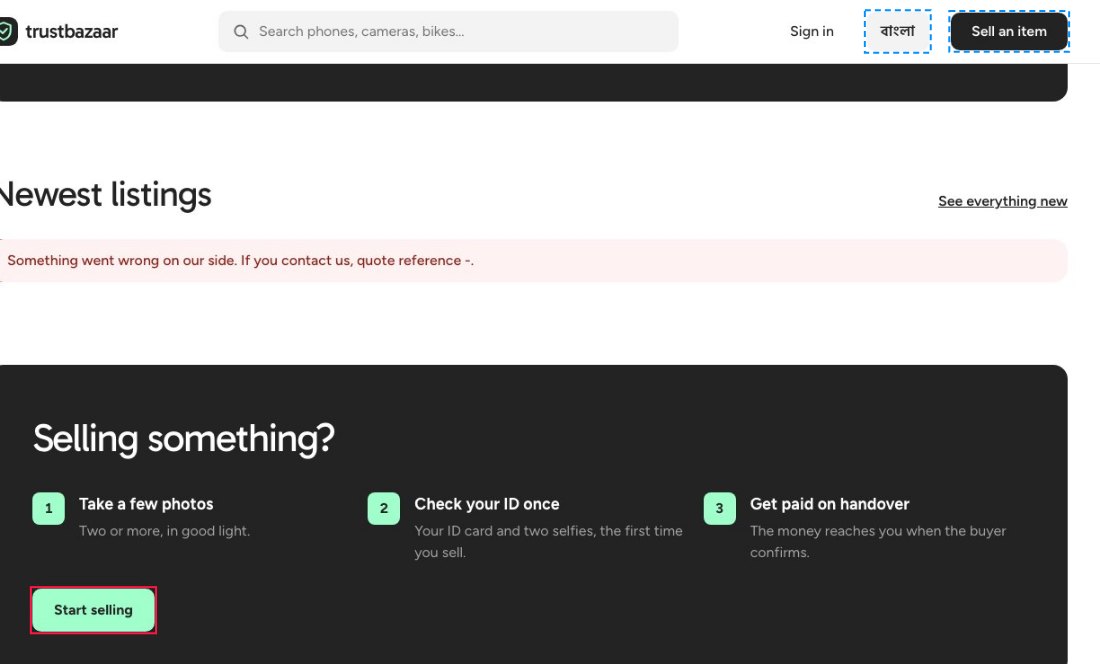 trustbazaar
Search phones, cameras, bikes...
Sign in
বাংলা
Sell an item
Newest listings
See everything new
Something went wrong on our side. If you contact us, quote reference -.
Selling something?
1
Take a few photos
Two or more, in good light.
2
Check your ID once
Your ID card and two selfies, the first time
you sell.
3
Get paid on handover
The money reaches you when the buyer
confirms.
Start selling